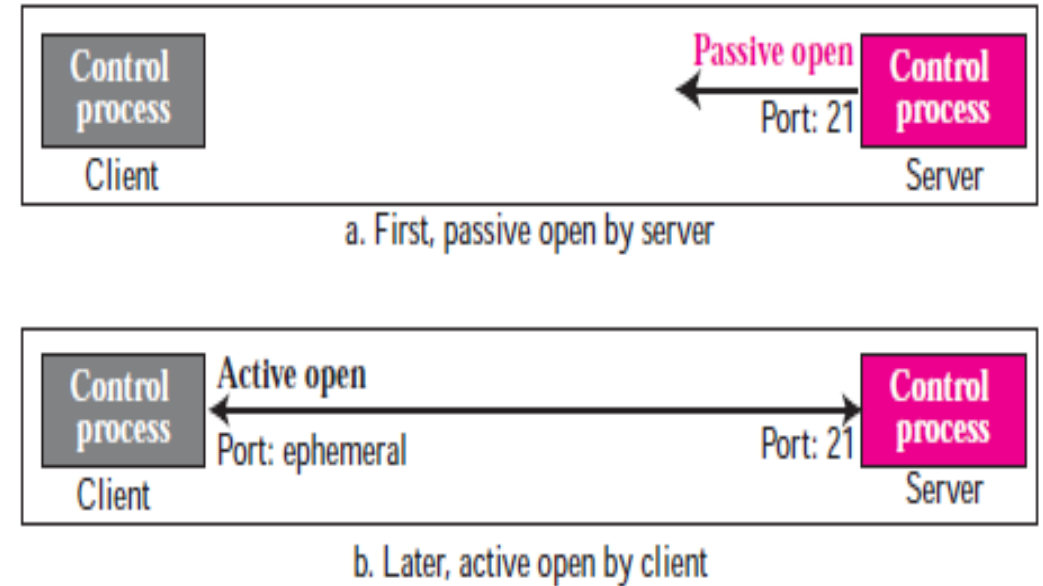 Control
process
Client
Passive open
Port: 21
Control
process
Server
a. First, passive open by server
Control
process
Client
Active open
Port: ephemeral
Port: 21
Control
process
Server
b. Later, active open by client